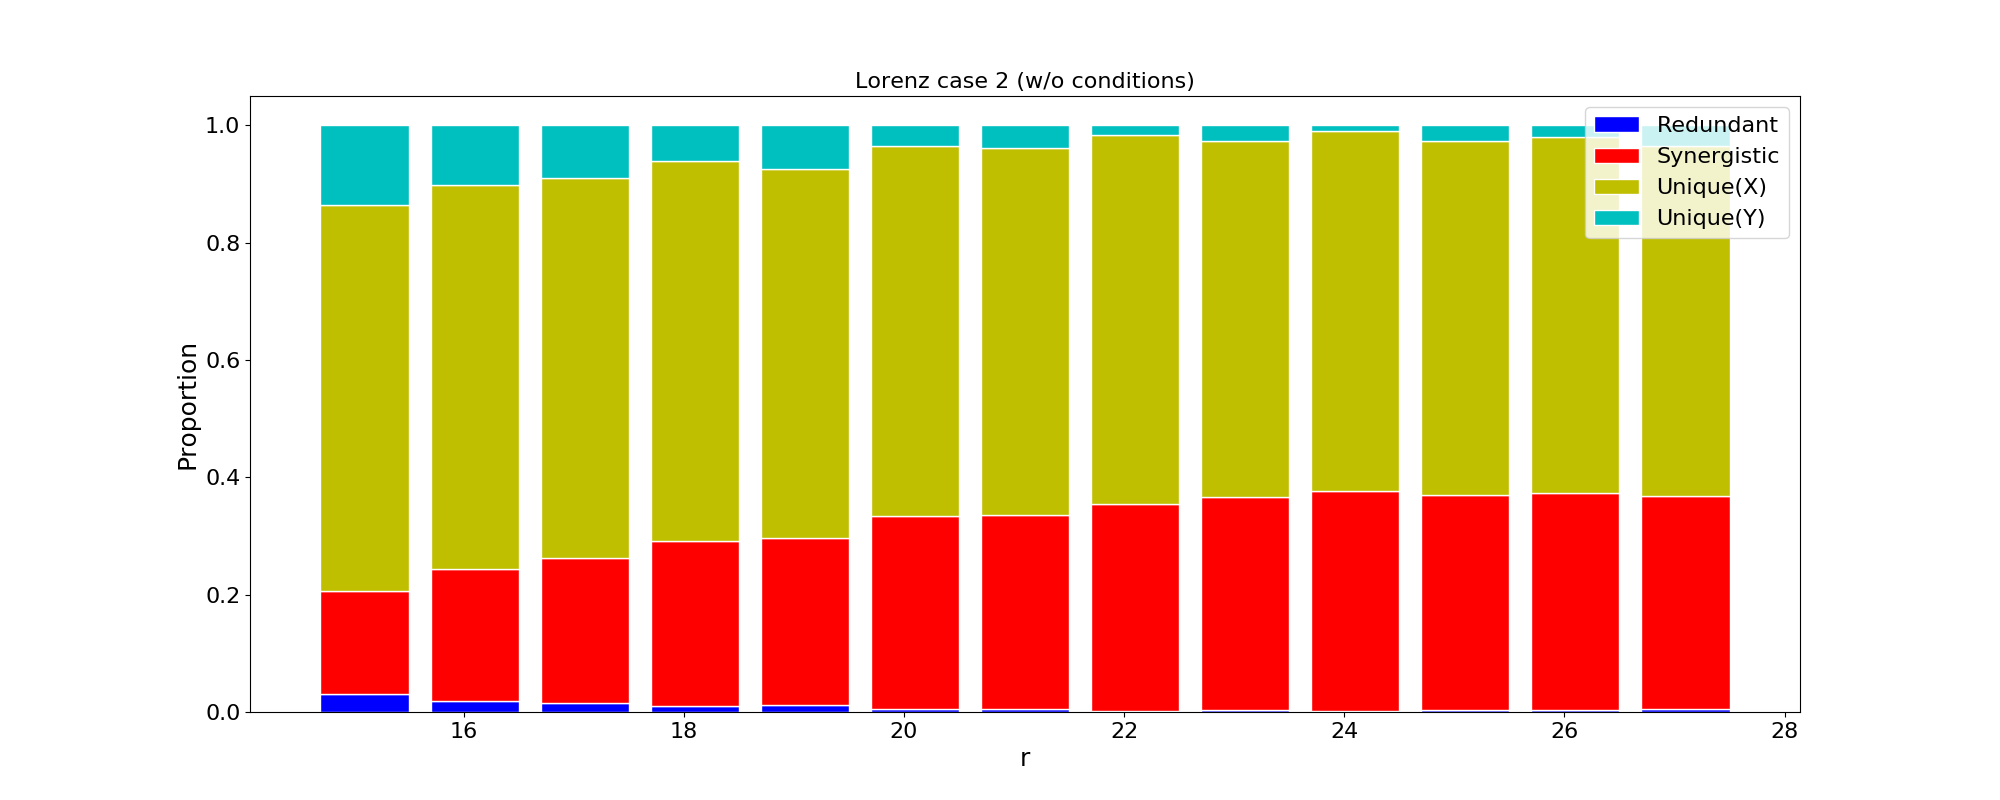 Lorenz case 2 (w/o conditions)
Redundant
Synergistic
Unique(X)
Unique(Y)
Proportion
1.0
0.8
0.6
0.4
0.2
0.0
16 18 20 22 24 26 28
r